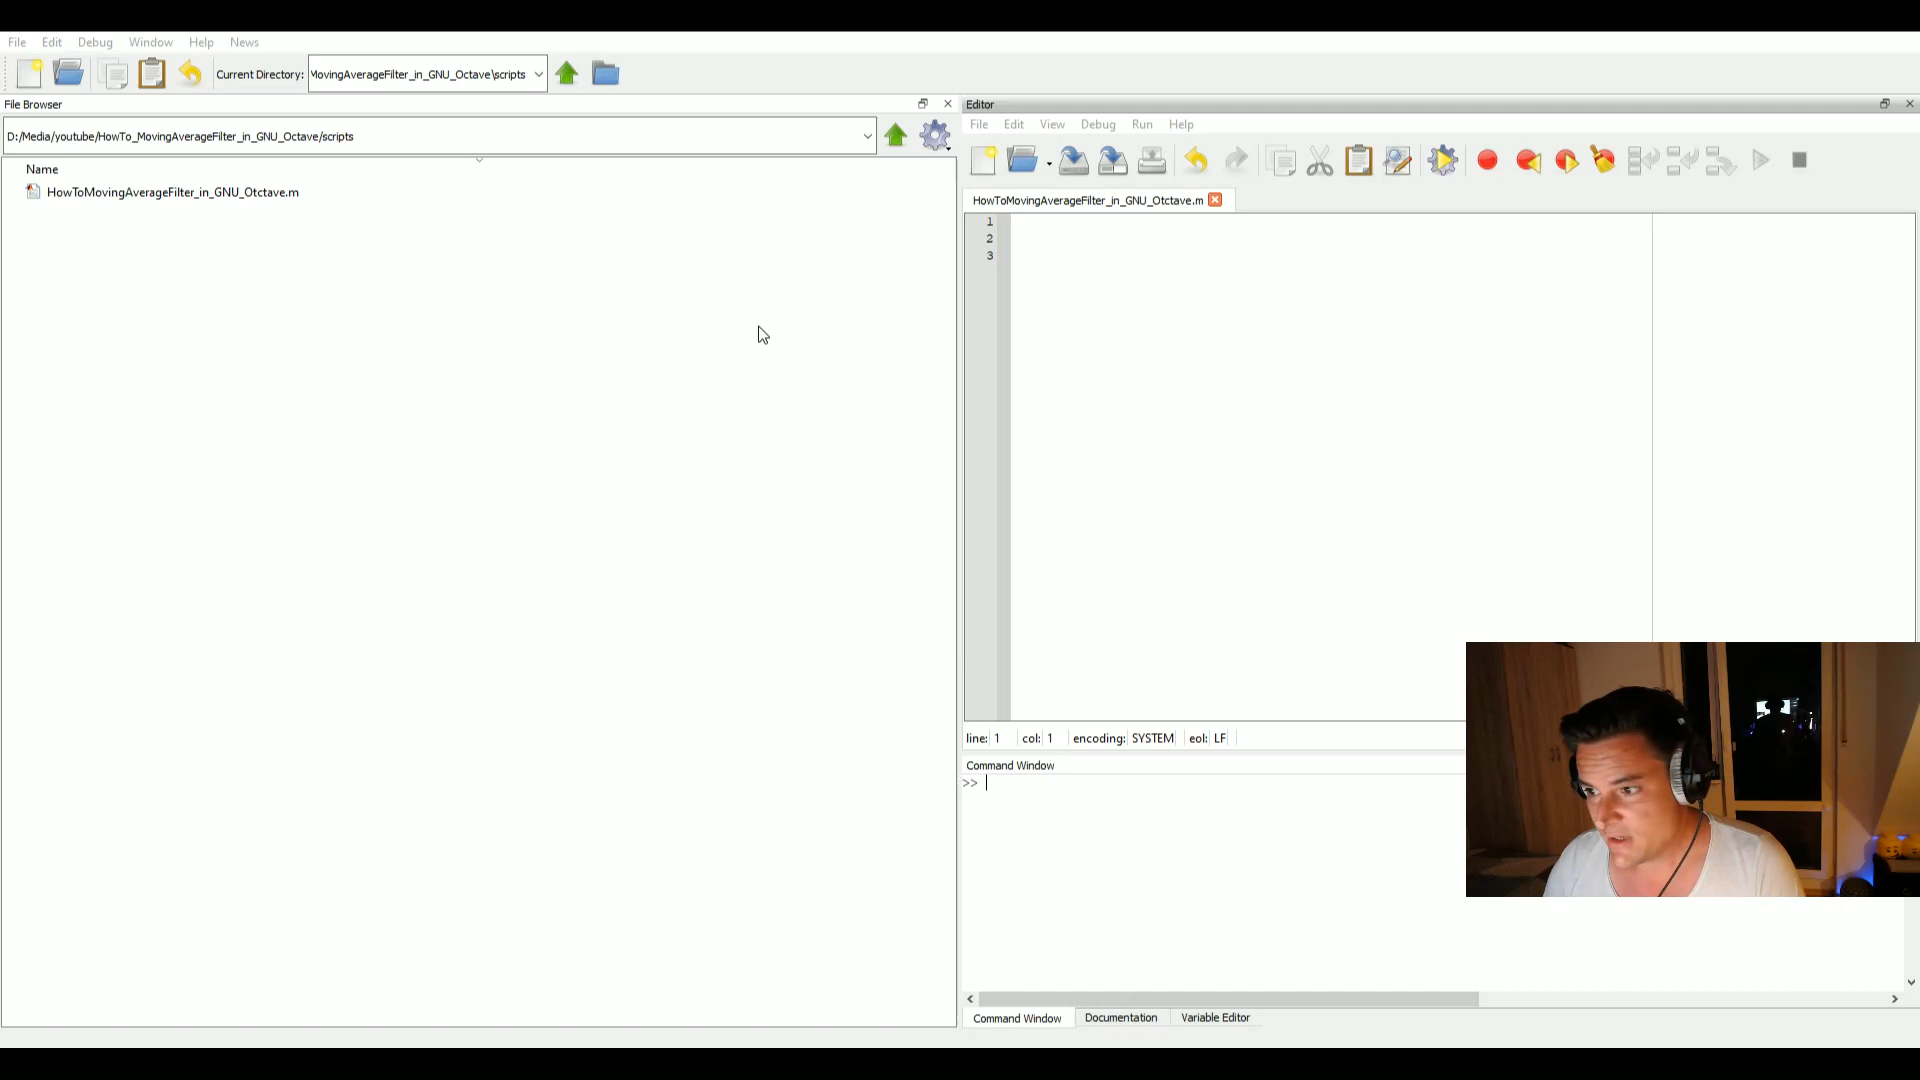 File Edit Debug Window Help News
Current Directory: MovingAverageFilter_in_GNU_Octave\scripts
File Browser
D:/Media/youtube/HowTo_MovingAverageFilter_in_GNU_Octave/scripts
Name
HowToMovingAverageFilter_in_GNU_Otctave.m
Editor
File Edit View Debug Run Help
HowToMovingAverageFilter_in_GNU_Otctave.m
1
2
3
line: 1 col: 1 encoding: SYSTEM eol: LF
Command Window
>>
Command Window Documentation Variable Editor